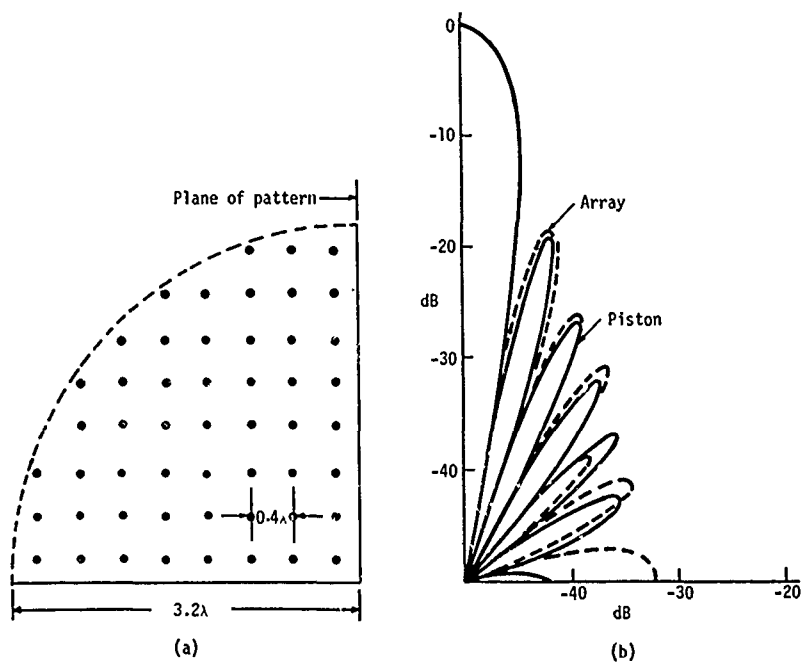 Plane of pattern
0.4λ
3.2λ
(a)
0
-10
-20
-30
-40
dB
Array
Piston
-40
-30
-20
dB
(b)